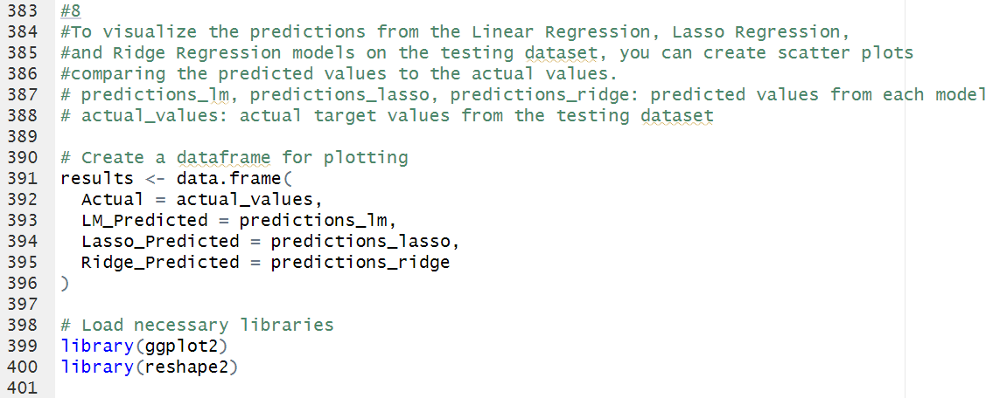 383 #8
384 #To visualize the predictions from the Linear Regression, Lasso Regression,
385 #and Ridge Regression models on the testing dataset, you can create scatter plots
386 #comparing the predicted values to the actual values.
387 # predictions_lm, predictions_lasso, predictions_ridge: predicted values from each model
388 # actual_values: actual target values from the testing dataset
389
390 # Create a dataframe for plotting
391 results <- data.frame(
392   Actual = actual_values,
393   LM_Predicted = predictions_lm,
394   Lasso_Predicted = predictions_lasso,
395   Ridge_Predicted = predictions_ridge
396 )
397
398 # Load necessary libraries
399 library(ggplot2)
400 library(reshape2)
401